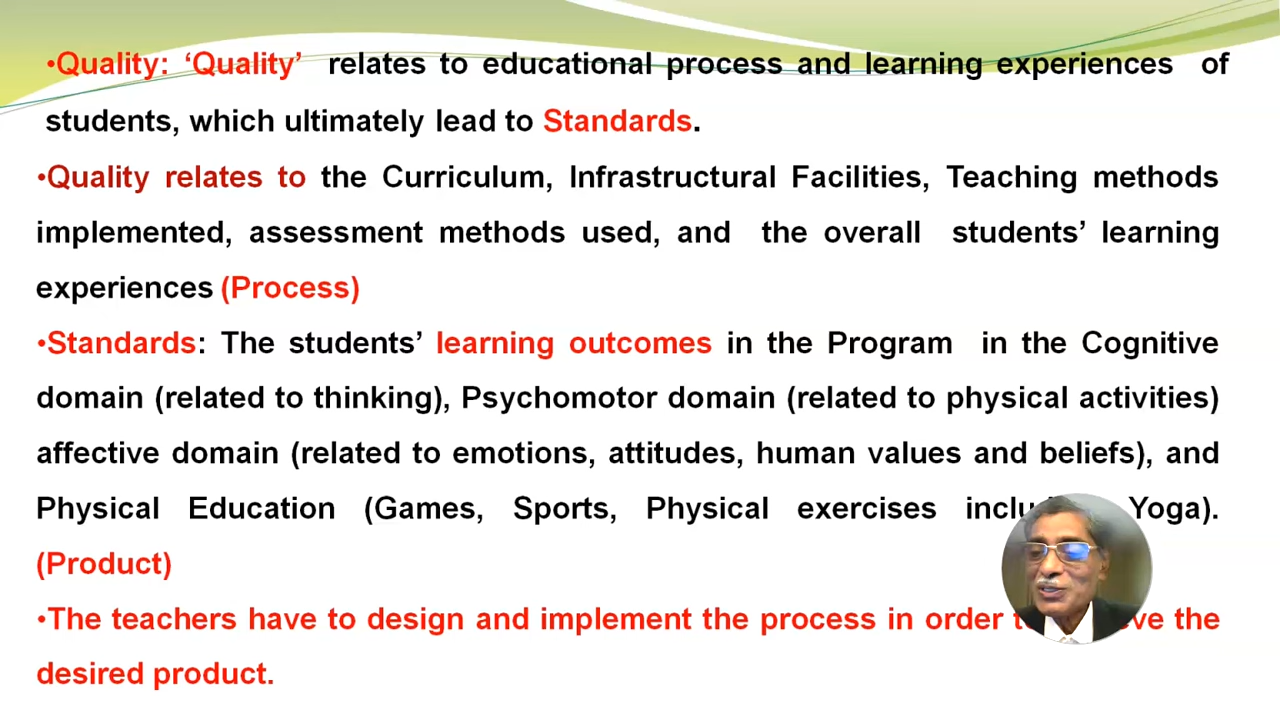 •Quality: ‘Quality’ relates to educational process and learning experiences of
students, which ultimately lead to Standards.
•Quality relates to the Curriculum, Infrastructural Facilities, Teaching methods
implemented, assessment methods used, and the overall students’ learning
experiences (Process)
•Standards: The students’ learning outcomes in the Program in the Cognitive
domain (related to thinking), Psychomotor domain (related to physical activities)
affective domain (related to emotions, attitudes, human values and beliefs), and
Physical Education (Games, Sports, Physical exercises Yoga).
(Product)
•The teachers have to design and implement the process in order the
desired product.